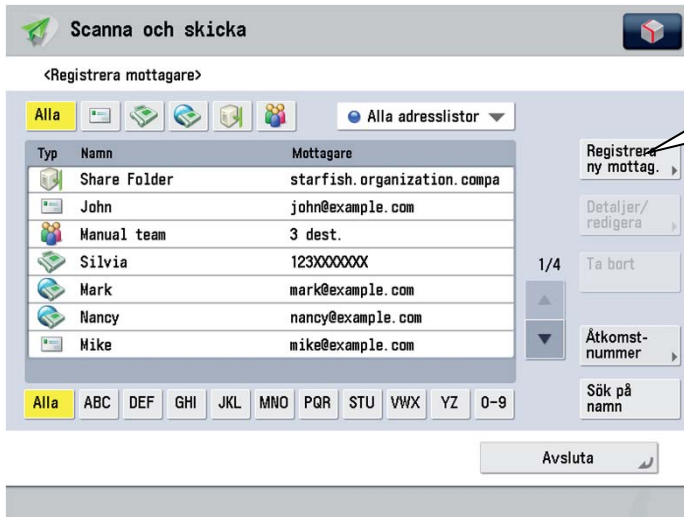 Scanna och skicka
<Registrera mottagare>
Alla
Alla adresslistor
Typ Namn Mottagare
Share Folder starfish.organization.compa
John john@example.com
Manual team 3 dest.
Silvia 123XXXXXXX
Mark mark@example.com
Nancy nancy@example.com
Mike mike@example.com
1/4
Registrera
ny mottag.
Detaljer/
redigera
Ta bort
Åtkomst-
nummer
Sök på
namn
Alla ABC DEF GHI JKL MNO PQR STU VWX YZ 0-9
Avsluta